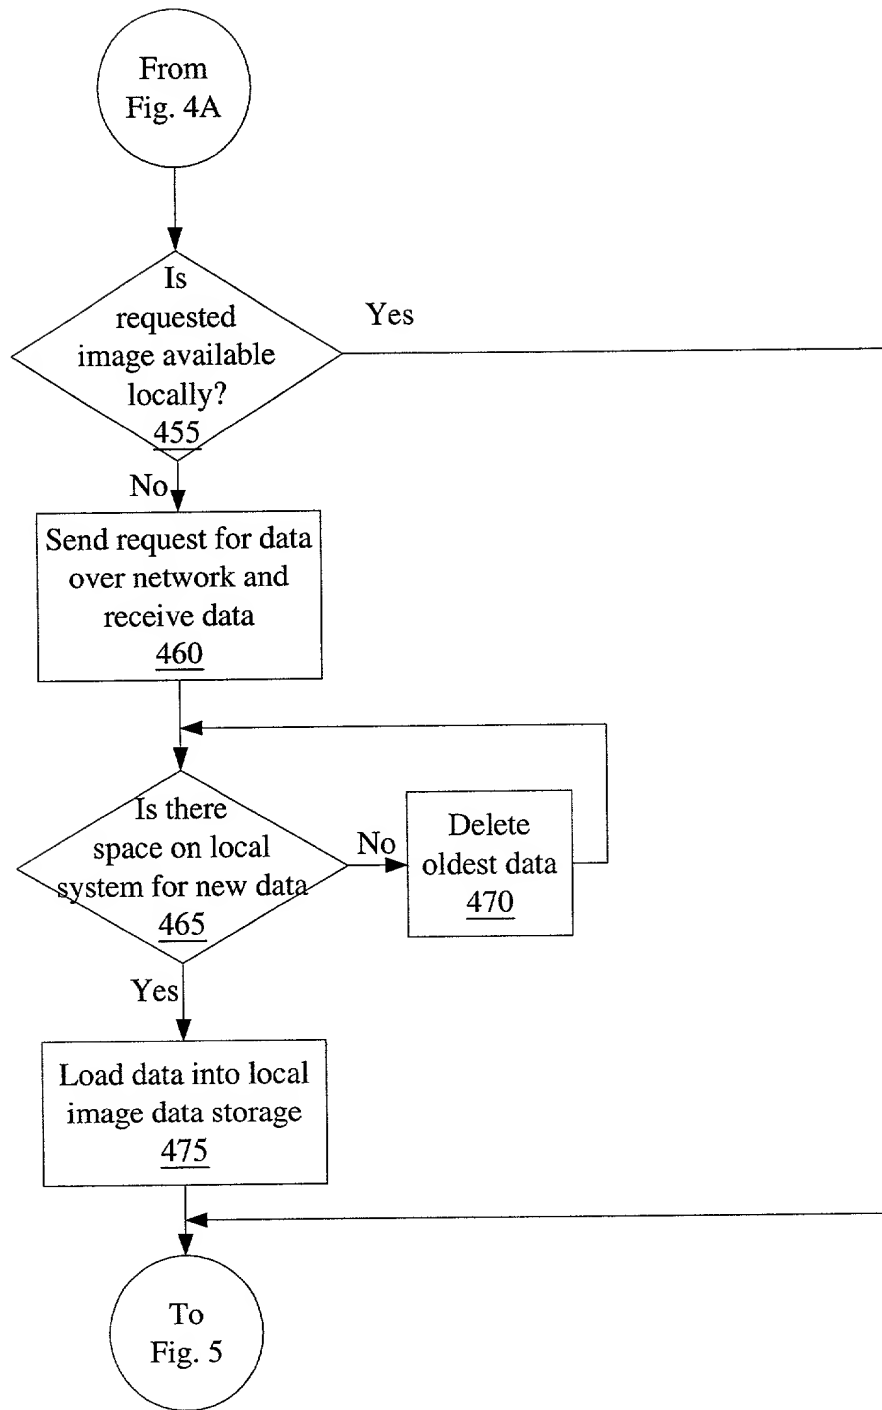 From
Fig. 4A
Is
requested
image available
locally?
455
Yes
No
Send request for data
over network and
receive data
460
Is there
space on local
system for new data
465
No
Delete
oldest data
470
Yes
Load data into local
image data storage
475
To
Fig. 5